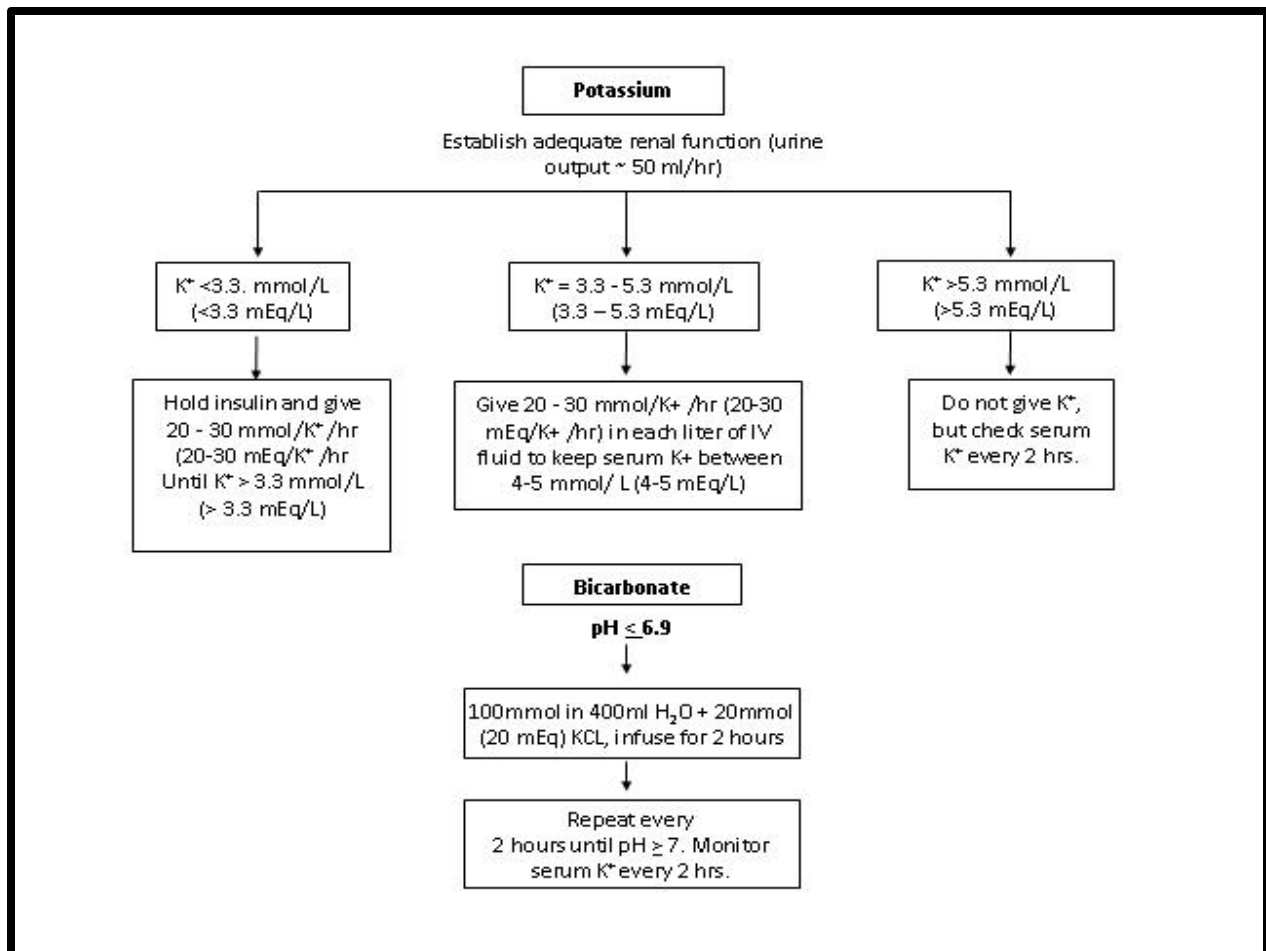 Potassium
Establish adequate renal function (urine
output ~ 50 ml/hr)
K⁺ <3.3. mmol/L
(<3.3 mEq/L)
K⁺ = 3.3 - 5.3 mmol/L
(3.3 – 5.3 mEq/L)
K⁺ >5.3 mmol/L
(>5.3 mEq/L)
Hold insulin and give
20 - 30 mmol/K⁺ /hr
(20-30 mEq/K⁺ /hr
Until K⁺ > 3.3 mmol/L
(> 3.3 mEq/L)
Give 20 - 30 mmol/K+ /hr (20-30
mEq/K+ /hr) in each liter of IV
fluid to keep serum K+ between
4-5 mmol/ L (4-5 mEq/L)
Do not give K⁺,
but check serum
K⁺ every 2 hrs.
Bicarbonate
pH ≤ 6.9
100mmol in 400ml H₂O + 20mmol
(20 mEq) KCL, infuse for 2 hours
Repeat every
2 hours until pH ≥ 7. Monitor
serum K⁺ every 2 hrs.